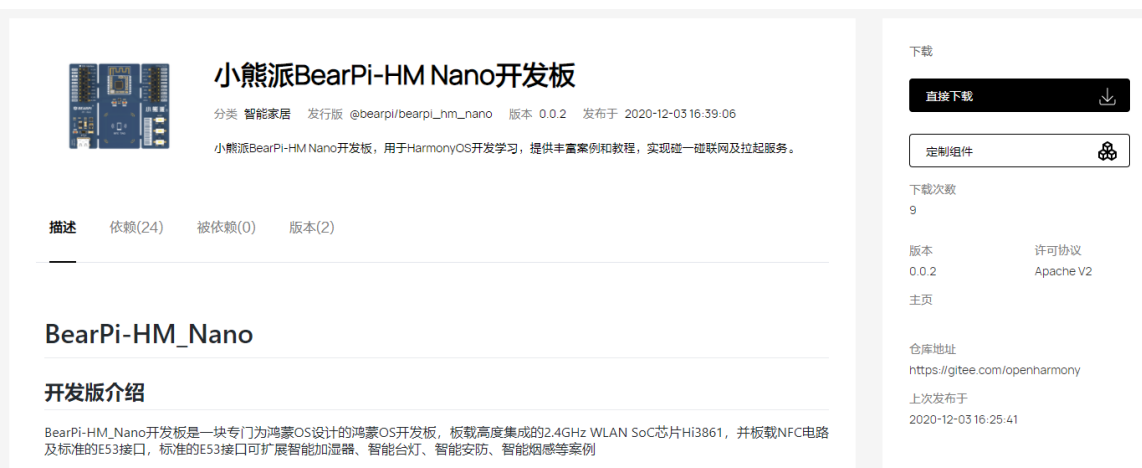 小熊派BearPi-HM Nano开发板
分类 智能家居 发行版 @bearpi/bearpi_hm_nano 版本 0.0.2 发布于 2020-12-03 16:39:06
小熊派BearPi-HM Nano开发板，用于HarmonyOS开发学习，提供丰富案例和教程，实现碰一碰联网及拉起服务。
描述 依赖(24) 被依赖(0) 版本(2)
BearPi-HM_Nano
开发版介绍
BearPi-HM_Nano开发板是一块专门为鸿蒙OS设计的鸿蒙OS开发板，板载高度集成的2.4GHz WLAN SoC芯片Hi3861，并板载NFC电路
及标准的E53接口，标准的E53接口可扩展智能加湿器、智能台灯、智能安防、智能烟感等案例
下载
直接下载
定制组件
下载次数
9
版本 许可协议
0.0.2 Apache V2
主页
仓库地址
https://gitee.com/openharmony
上次发布于
2020-12-03 16:25:41